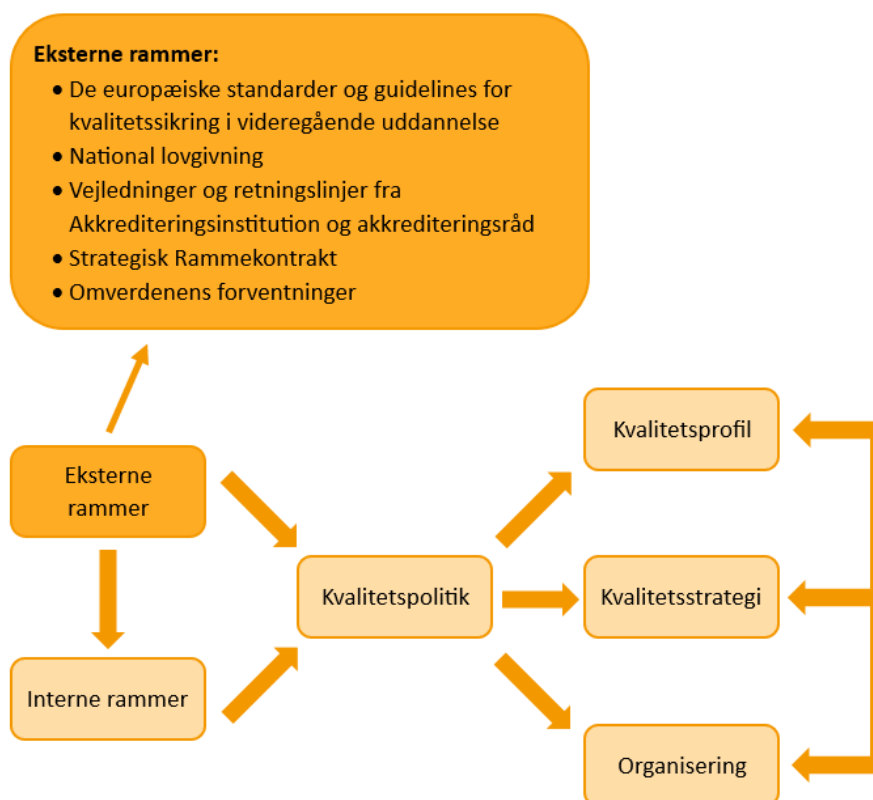 Eksterne rammer:
• De europæiske standarder og guidelines for
kvalitetssikring i videregående uddannelse
• National lovgivning
• Vejledninger og retningslinjer fra
Akkrediteringsinstitution og akkrediteringsråd
• Strategisk Rammekontrakt
• Omverdenens forventninger
Kvalitetsprofil
Eksterne
rammer
Kvalitetspolitik
Kvalitetsstrategi
Interne rammer
Organisering